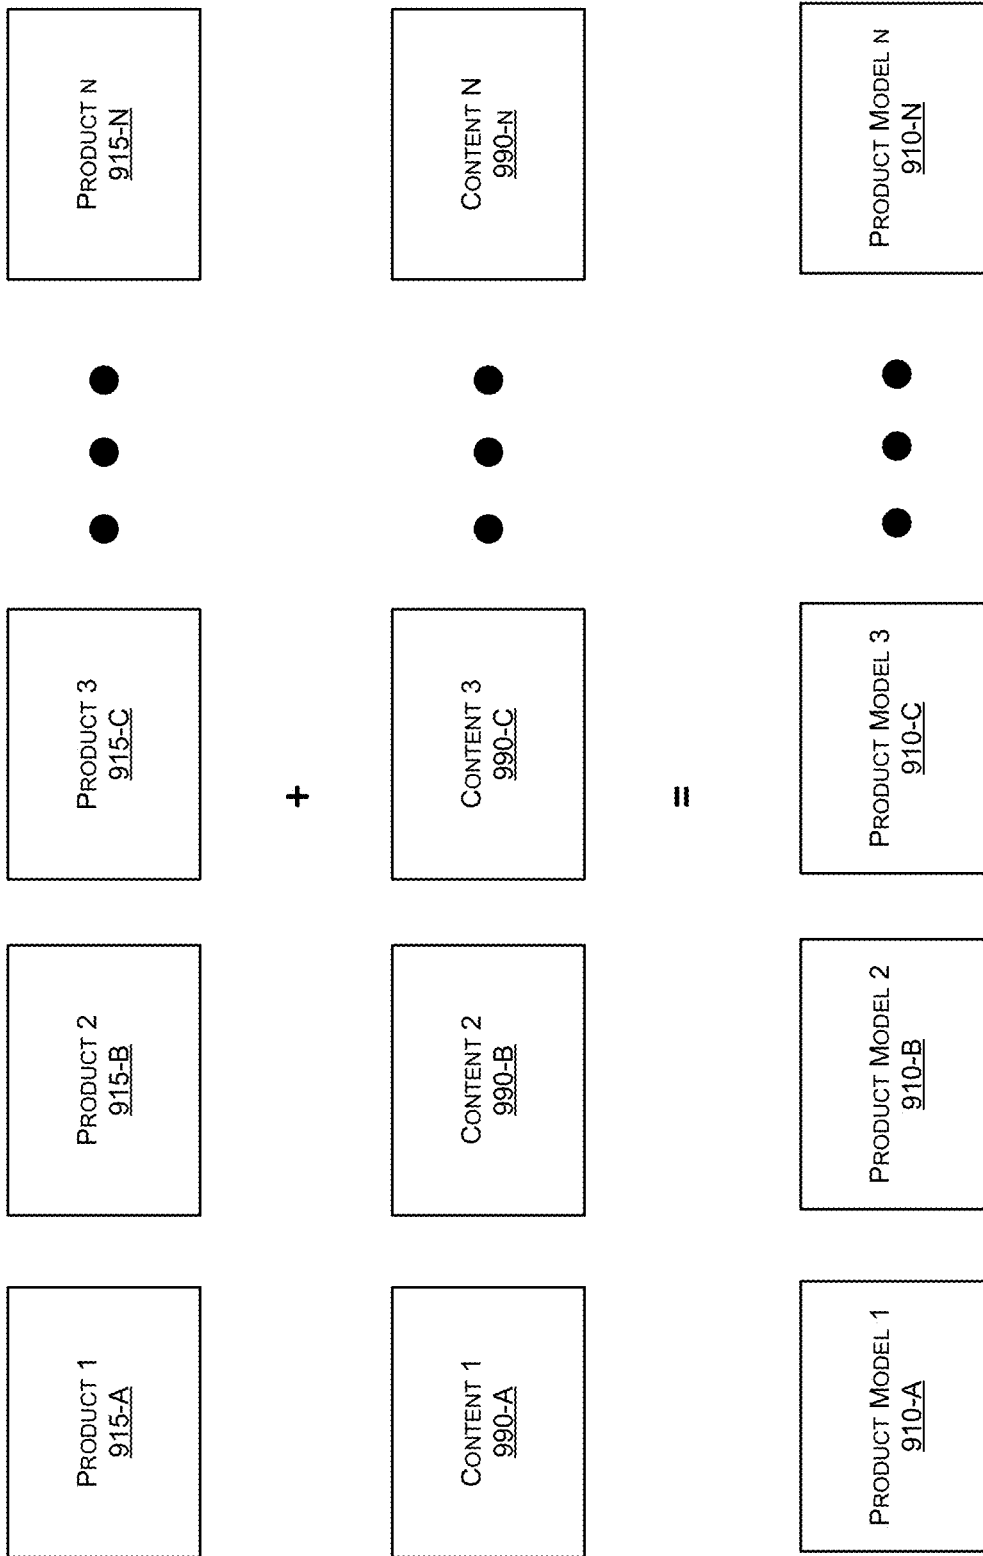 PRODUCT 1
915-A
PRODUCT 2
915-B
PRODUCT 3
915-C
PRODUCT N
915-N
+
CONTENT 1
990-A
CONTENT 2
990-B
CONTENT 3
990-C
CONTENT N
990-N
=
PRODUCT MODEL 1
910-A
PRODUCT MODEL 2
910-B
PRODUCT MODEL 3
910-C
PRODUCT MODEL N
910-N